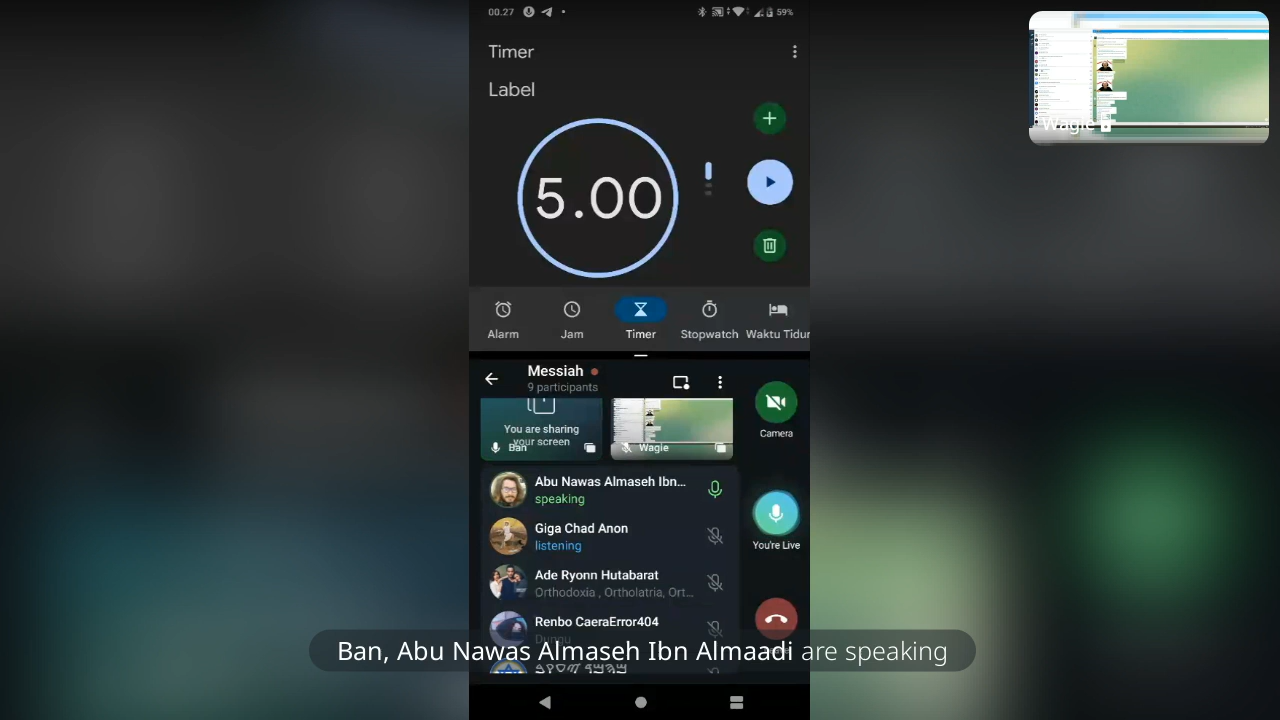 00.27
59%
Timer
Label
5.00
Alarm
Jam
Timer
Stopwatch
Waktu Tidur
Messiah
9 participants
You are sharing
your screen
Ban
Wagie
Camera
Abu Nawas Almaseh Ibn...
speaking
Giga Chad Anon
listening
You're Live
Ade Ryonn Hutabarat
Orthodoxia , Ortholatria, Ort...
Renbo CaeraError404
Dungu
Ban, Abu Nawas Almaseh Ibn Almaadi are speaking
Wagie